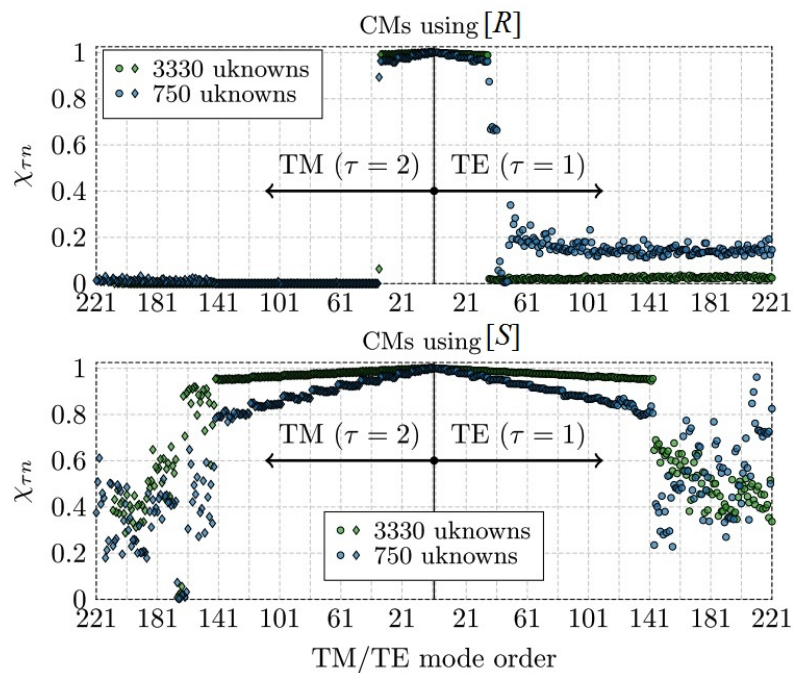 CMs using [R]
1
0.8
0.6
0.4
0.2
0
χτn
3330 uknowns
750 uknowns
TM (τ = 2) TE (τ = 1)
221 181 141 101 61 21 21 61 101 141 181 221
CMs using [S]
1
0.8
0.6
0.4
0.2
0
χτn
TM (τ = 2) TE (τ = 1)
3330 uknowns
750 uknowns
221 181 141 101 61 21 21 61 101 141 181 221
TM/TE mode order